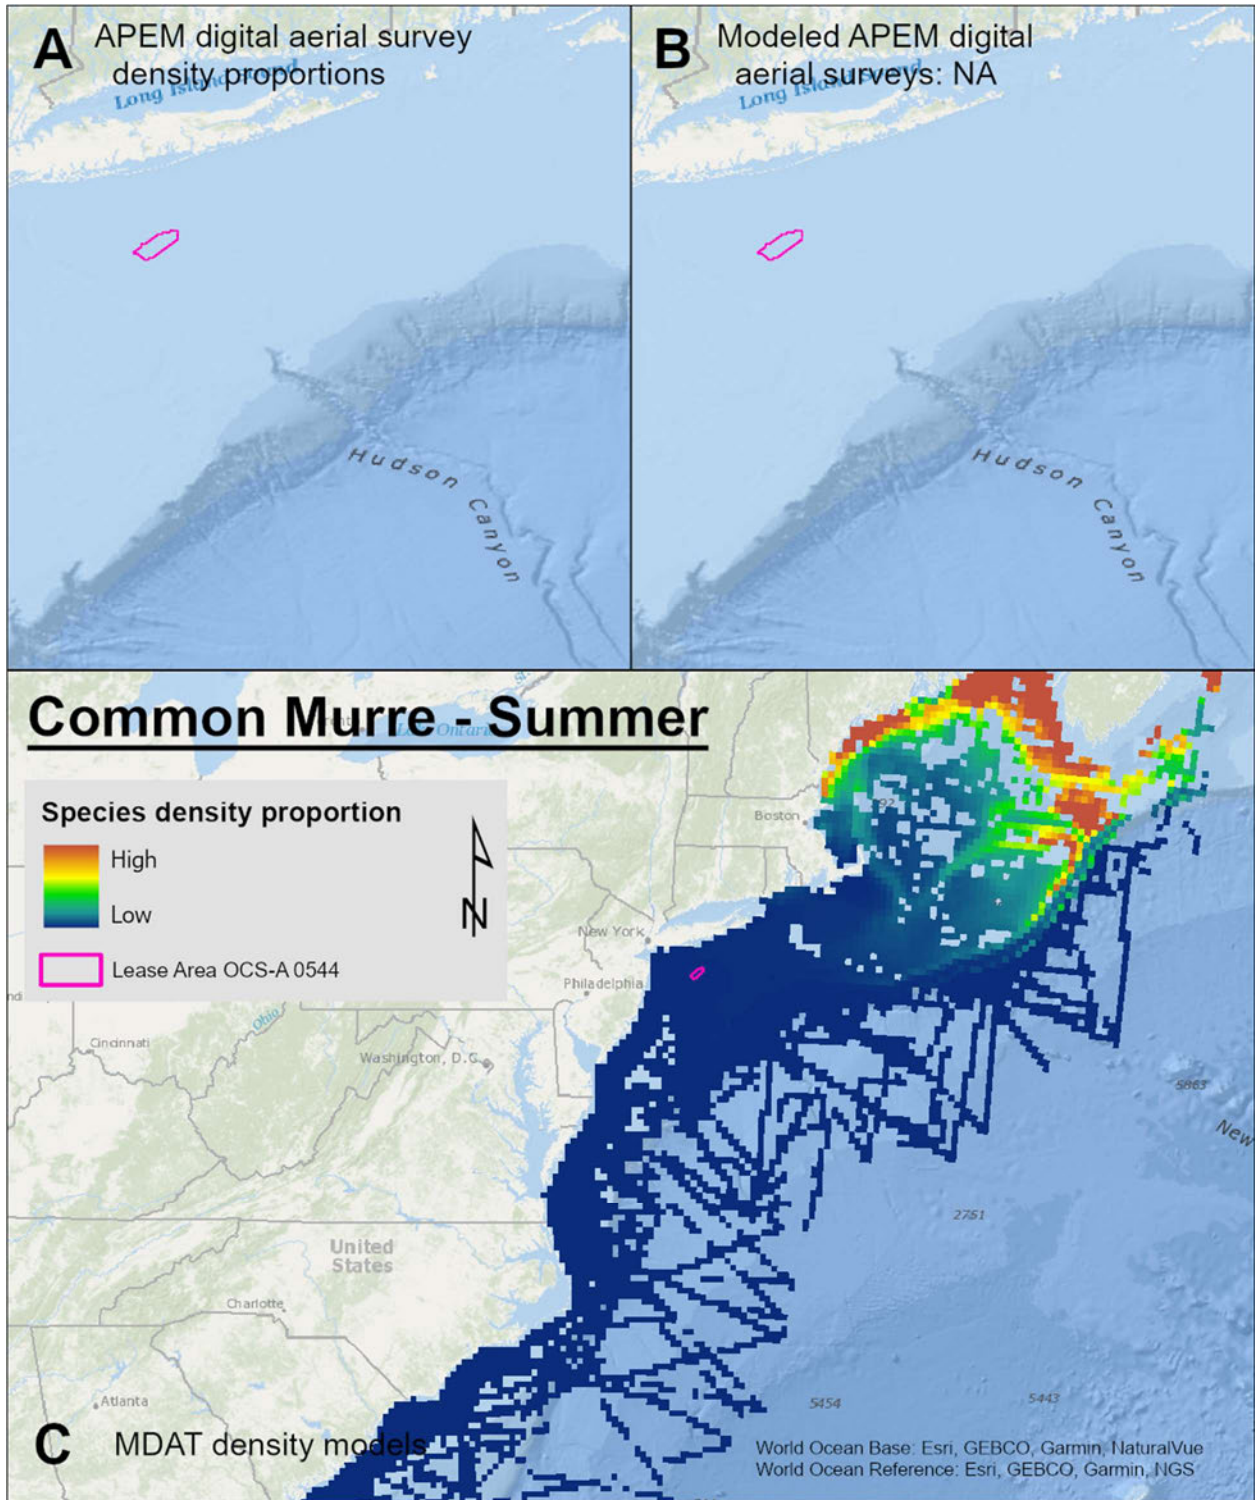 A APEM digital aerial survey
density proportions
Long Island Sound
Hudson Canyon
B Modeled APEM digital
aerial surveys: NA
Long Island Sound
Hudson Canyon
Common Murre - Summer
Species density proportion
High
Low
N
Lease Area OCS-A 0544
Boston
New York
Philadelphia
Ohio
Cincinnati
Washington, D.C.
5863
New
2751
United
States
Charlotte
Atlanta
5454
5443
C MDAT density models
World Ocean Base: Esri, GEBCO, Garmin, NaturalVue
World Ocean Reference: Esri, GEBCO, Garmin, NGS